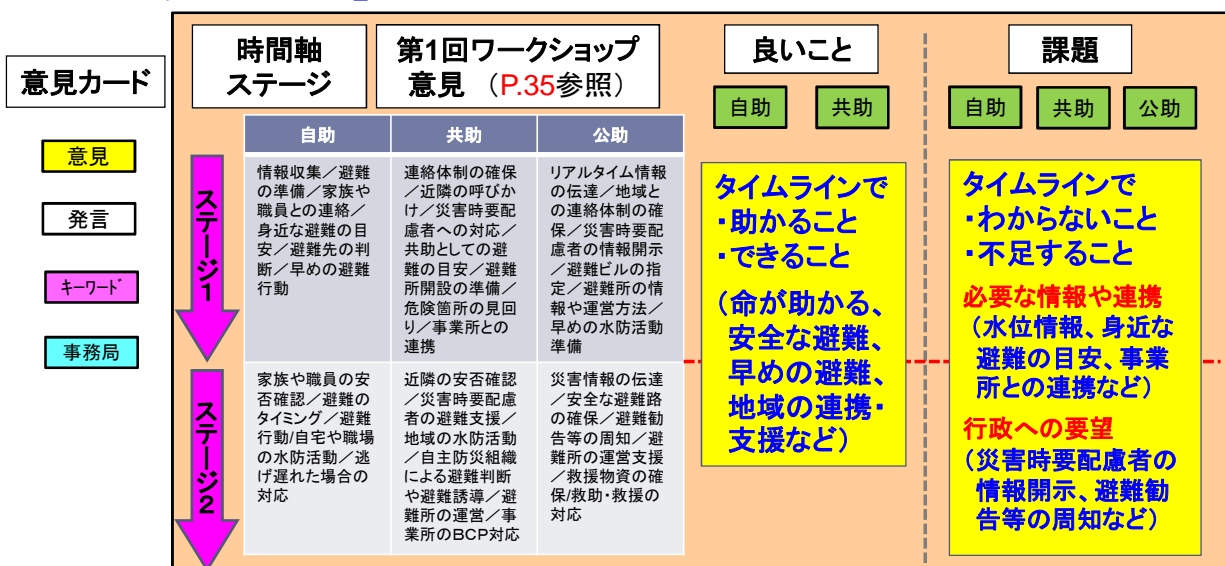 意見カード
意見
発言
キーワード
事務局
時間軸
ステージ
第1回ワークショップ
意見（P.35参照）
良いこと
課題
自助
共助
自助
共助
公助
自助
共助
公助
ステージ1
情報収集／避難
の準備／家族や
職員との連絡／
身近な避難の目
安／避難先の判
断／早めの避難
行動
連絡体制の確保
／近隣の呼びか
け／災害時要配
慮者への対応／
共助としての避
難の目安／避難
所開設の準備／
危険箇所の見回
り／事業所との
連携
リアルタイム情報
の伝達／地域と
の連絡体制の確
保／災害時要配
慮者の情報開示
／避難ビルの指
定／避難所の情
報や運営方法／
早めの水防活動
準備
ステージ2
家族や職員の安
否確認／避難の
タイミング／避難
行動/自宅や職場
の水防活動／逃
げ遅れた場合の
対応
近隣の安否確認
／災害時要配慮
者の避難支援／
地域の水防活動
／自主防災組織
による避難判断
や避難誘導／避
難所の運営／事
業所のBCP対応
災害情報の伝達
／安全な避難路
の確保／避難勧
告等の周知／避
難所の運営支援
／救援物資の確
保/救助・救援の
対応
タイムラインで
・助かること
・できること
（命が助かる、
安全な避難、
早めの避難、
地域の連携・
支援など）
タイムラインで
・わからないこと
・不足すること
必要な情報や連携
（水位情報、身近な
避難の目安、事業
所との連携など）
行政への要望
（災害時要配慮者の
情報開示、避難勧
告等の周知など）